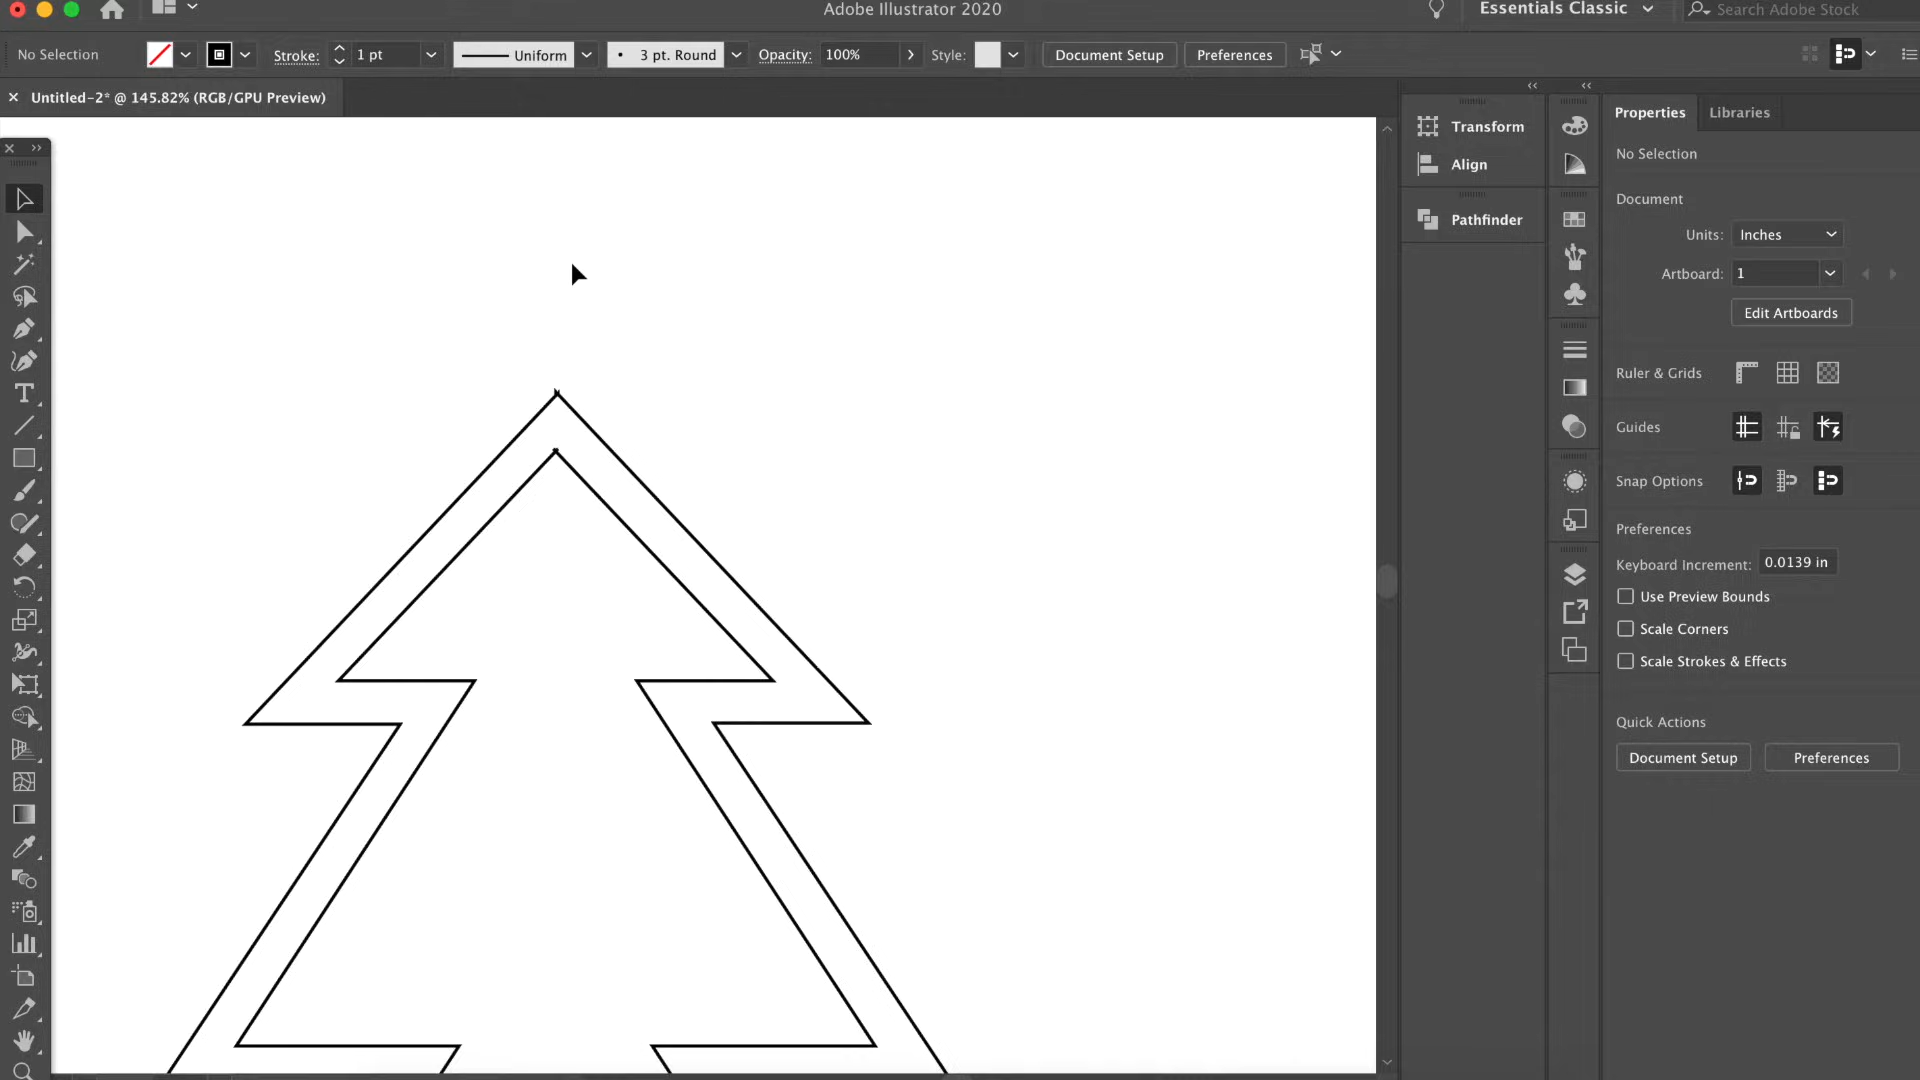 Adobe Illustrator 2020
Essentials Classic
Search Adobe Stock
No Selection
Stroke:
1 pt
Uniform
3 pt. Round
Opacity:
100%
Style:
Document Setup
Preferences
Untitled-2* @ 145.82% (RGB/GPU Preview)
Transform
Align
Pathfinder
Properties
Libraries
No Selection
Document
Units:
Inches
Artboard:
1
Edit Artboards
Ruler & Grids
Guides
Snap Options
Preferences
Keyboard Increment:
0.0139 in
Use Preview Bounds
Scale Corners
Scale Strokes & Effects
Quick Actions
Document Setup
Preferences